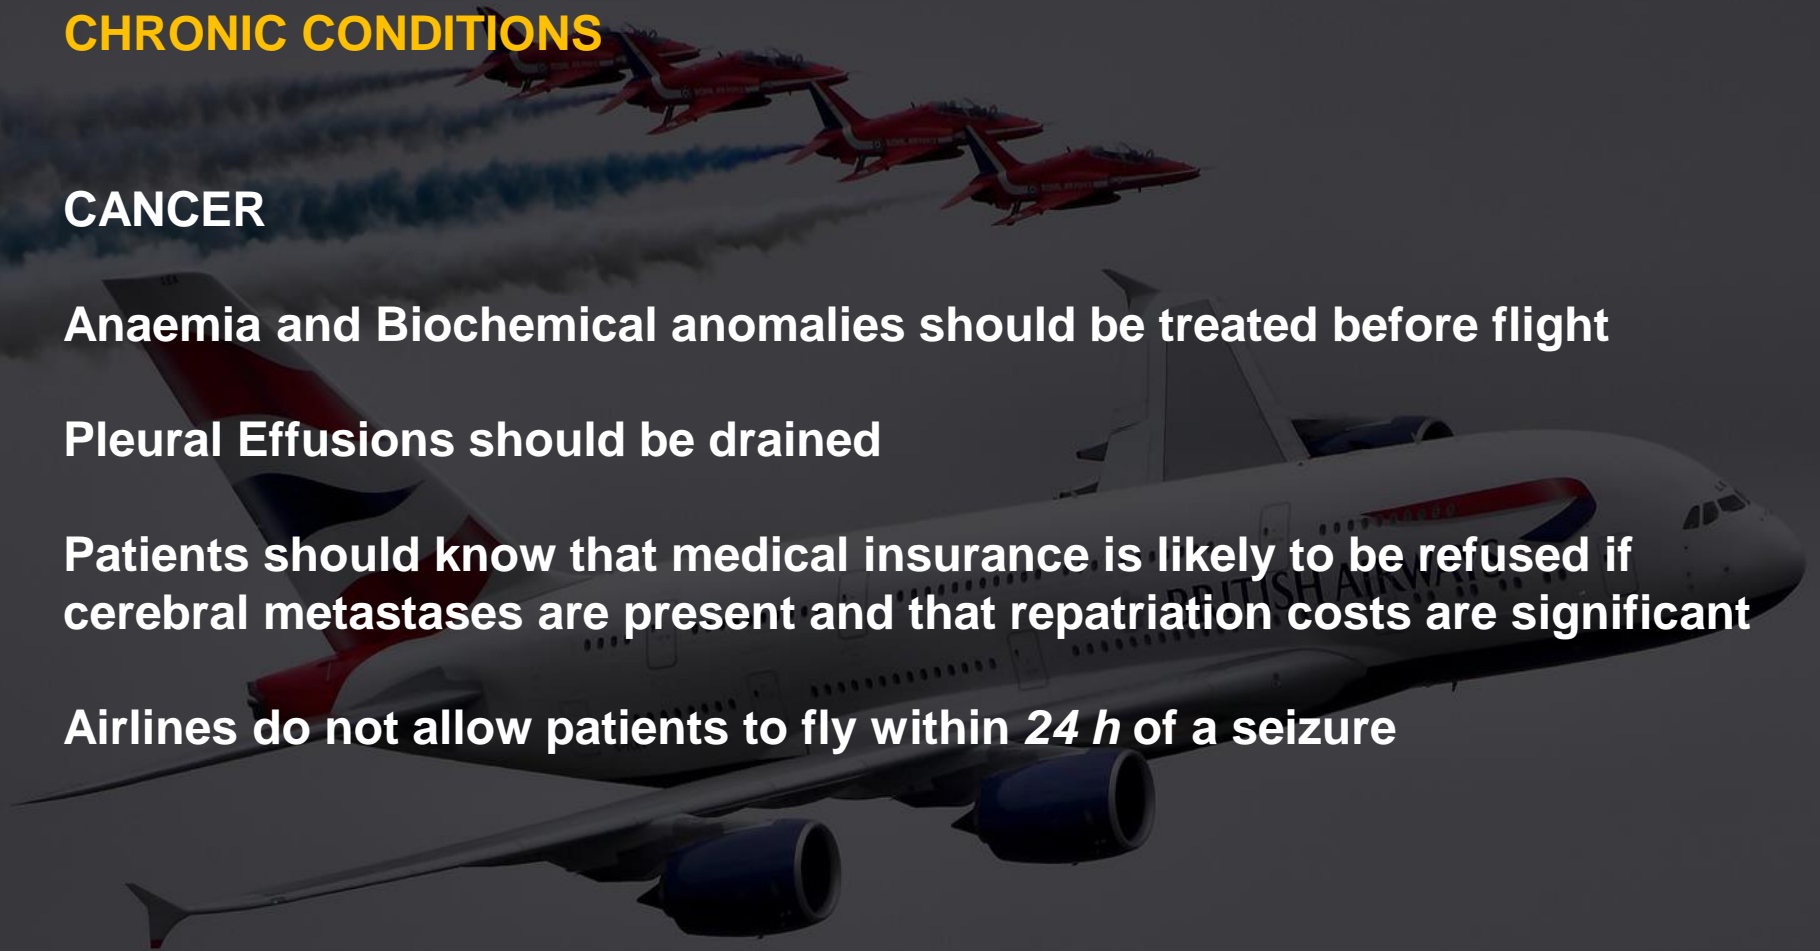 CHRONIC CONDITIONS
CANCER
Anaemia and Biochemical anomalies should be treated before flight
Pleural Effusions should be drained
Patients should know that medical insurance is likely to be refused if
cerebral metastases are present and that repatriation costs are significant
Airlines do not allow patients to fly within 24 h of a seizure
BRITISH AIRWAYS